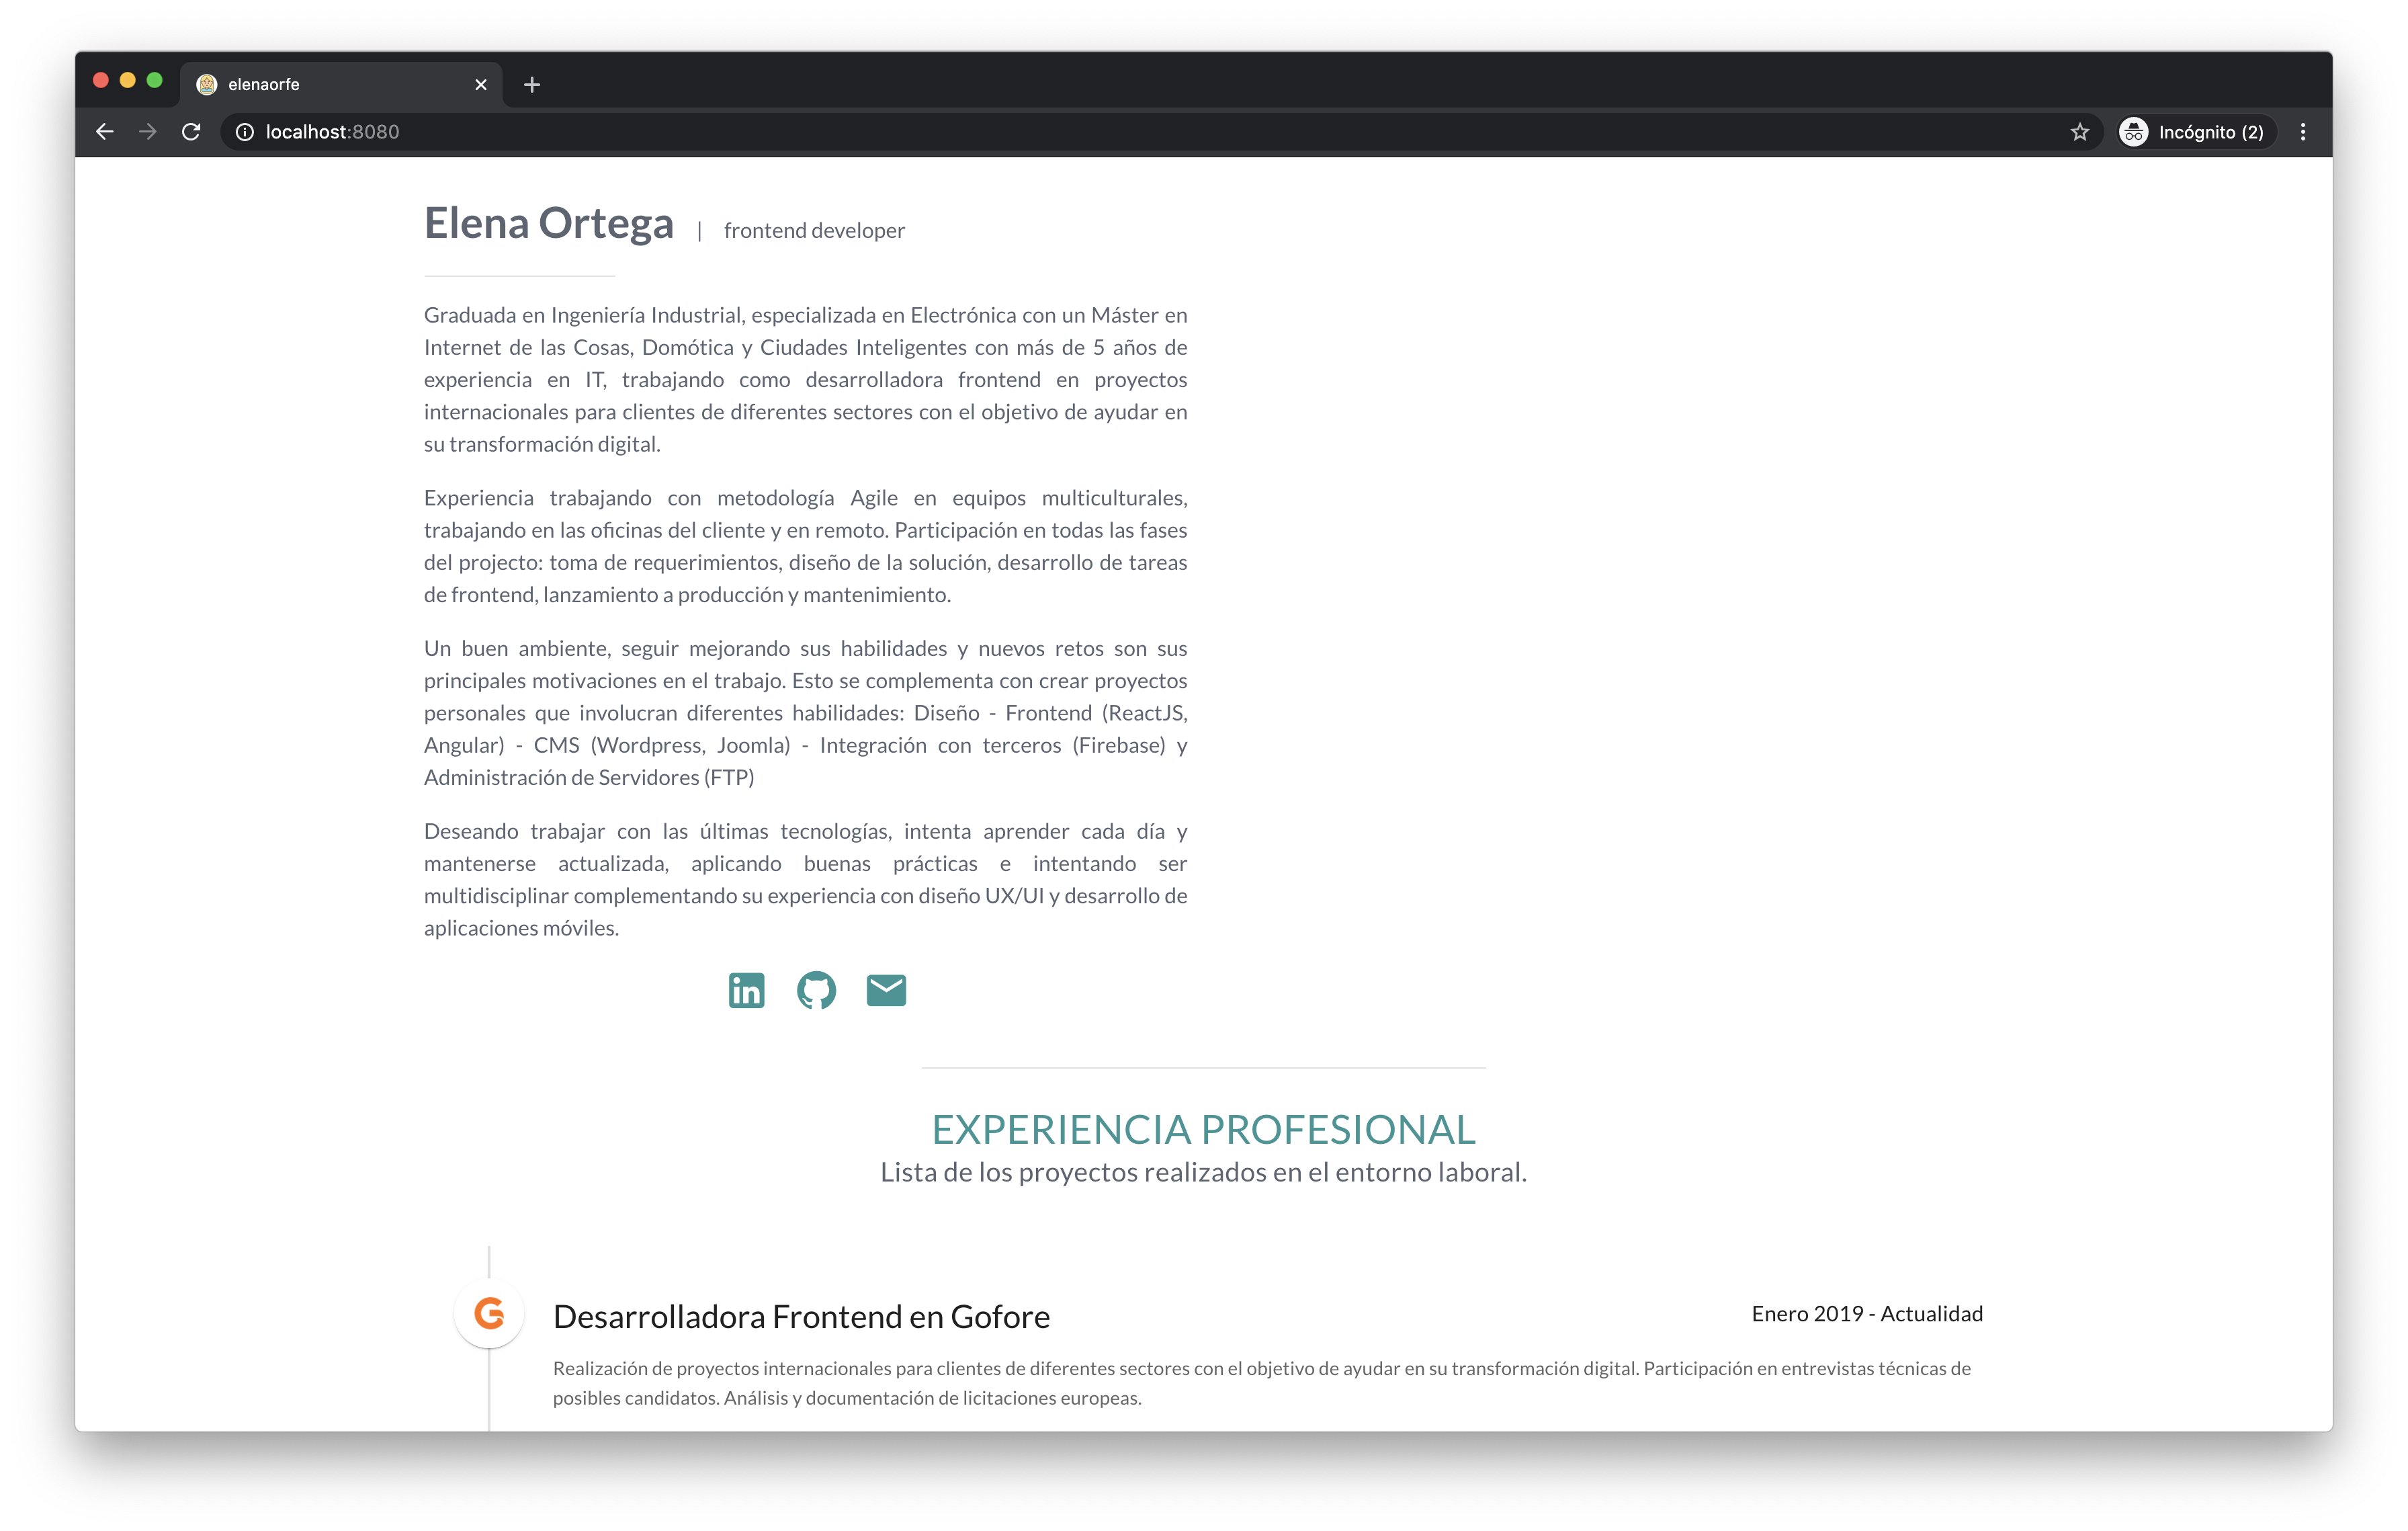 elenaorfe
localhost:8080
Incógnito (2)
Elena Ortega | frontend developer
Graduada en Ingeniería Industrial, especializada en Electrónica con un Máster en
Internet de las Cosas, Domótica y Ciudades Inteligentes con más de 5 años de
experiencia en IT, trabajando como desarrolladora frontend en proyectos
internacionales para clientes de diferentes sectores con el objetivo de ayudar en
su transformación digital.
Experiencia trabajando con metodología Agile en equipos multiculturales,
trabajando en las oficinas del cliente y en remoto. Participación en todas las fases
del projecto: toma de requerimientos, diseño de la solución, desarrollo de tareas
de frontend, lanzamiento a producción y mantenimiento.
Un buen ambiente, seguir mejorando sus habilidades y nuevos retos son sus
principales motivaciones en el trabajo. Esto se complementa con crear proyectos
personales que involucran diferentes habilidades: Diseño - Frontend (ReactJS,
Angular) - CMS (Wordpress, Joomla) - Integración con terceros (Firebase) y
Administración de Servidores (FTP)
Deseando trabajar con las últimas tecnologías, intenta aprender cada día y
mantenerse actualizada, aplicando buenas prácticas e intentando ser
multidisciplinar complementando su experiencia con diseño UX/UI y desarrollo de
aplicaciones móviles.
in
EXPERIENCIA PROFESIONAL
Lista de los proyectos realizados en el entorno laboral.
G
Desarrolladora Frontend en Gofore
Enero 2019 - Actualidad
Realización de proyectos internacionales para clientes de diferentes sectores con el objetivo de ayudar en su transformación digital. Participación en entrevistas técnicas de
posibles candidatos. Análisis y documentación de licitaciones europeas.